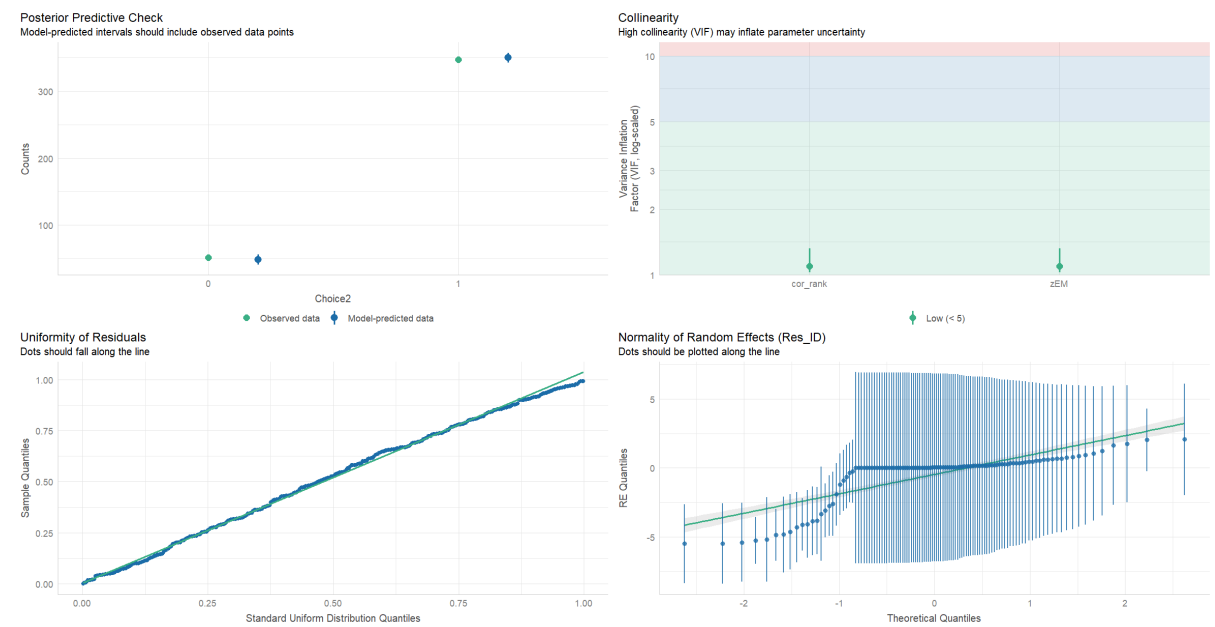 Posterior Predictive Check
Model-predicted intervals should include observed data points
300
200
100
Counts
0
1
Choice2
Observed data
Model-predicted data
Collinearity
High collinearity (VIF) may inflate parameter uncertainty
10
5
3
2
1
Variance Inflation
Factor (VIF, log-scaled)
cor_rank
zEM
Low (< 5)
Uniformity of Residuals
Dots should fall along the line
1.00
0.75
0.50
0.25
0.00
Sample Quantiles
0.00
0.25
0.50
0.75
1.00
Standard Uniform Distribution Quantiles
Normality of Random Effects (Res_ID)
Dots should be plotted along the line
5
0
-5
RE Quantiles
-2
-1
0
1
2
Theoretical Quantiles